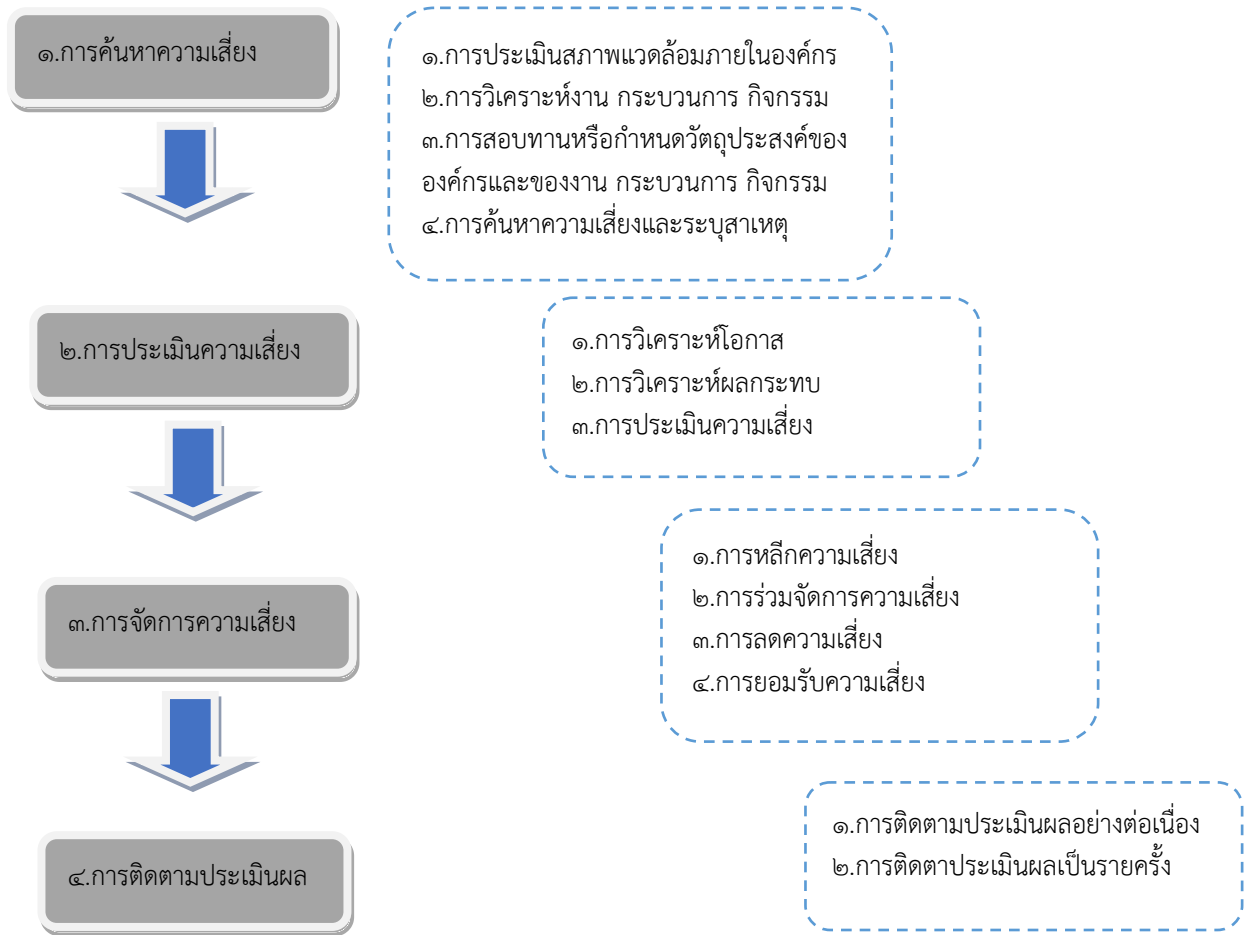 ๑.การค้นหาความเสี่ยง
๑.การประเมินสภาพแวดล้อมภายในองค์กร
๒.การวิเคราะห์งาน กระบวนการ กิจกรรม
๓.การสอบทานหรือกำหนดวัตถุประสงค์ของ
องค์กรและของงาน กระบวนการ กิจกรรม
๔.การค้นหาความเสี่ยงและระบุสาเหตุ
๒.การประเมินความเสี่ยง
๑.การวิเคราะห์โอกาส
๒.การวิเคราะห์ผลกระทบ
๓.การประเมินความเสี่ยง
๓.การจัดการความเสี่ยง
๑.การหลีกความเสี่ยง
๒.การร่วมจัดการความเสี่ยง
๓.การลดความเสี่ยง
๔.การยอมรับความเสี่ยง
๔.การติดตามประเมินผล
๑.การติดตามประเมินผลอย่างต่อเนื่อง
๒.การติดตาประเมินผลเป็นรายครั้ง